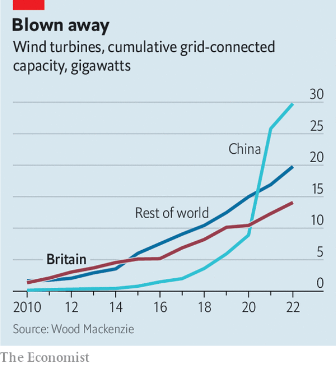 Blown away
Wind turbines, cumulative grid-connected
capacity, gigawatts
30
25
China
20
15
Rest of world
10
Britain
5
0
2010 12 14 16 18 20 22
Source: Wood Mackenzie
The Economist